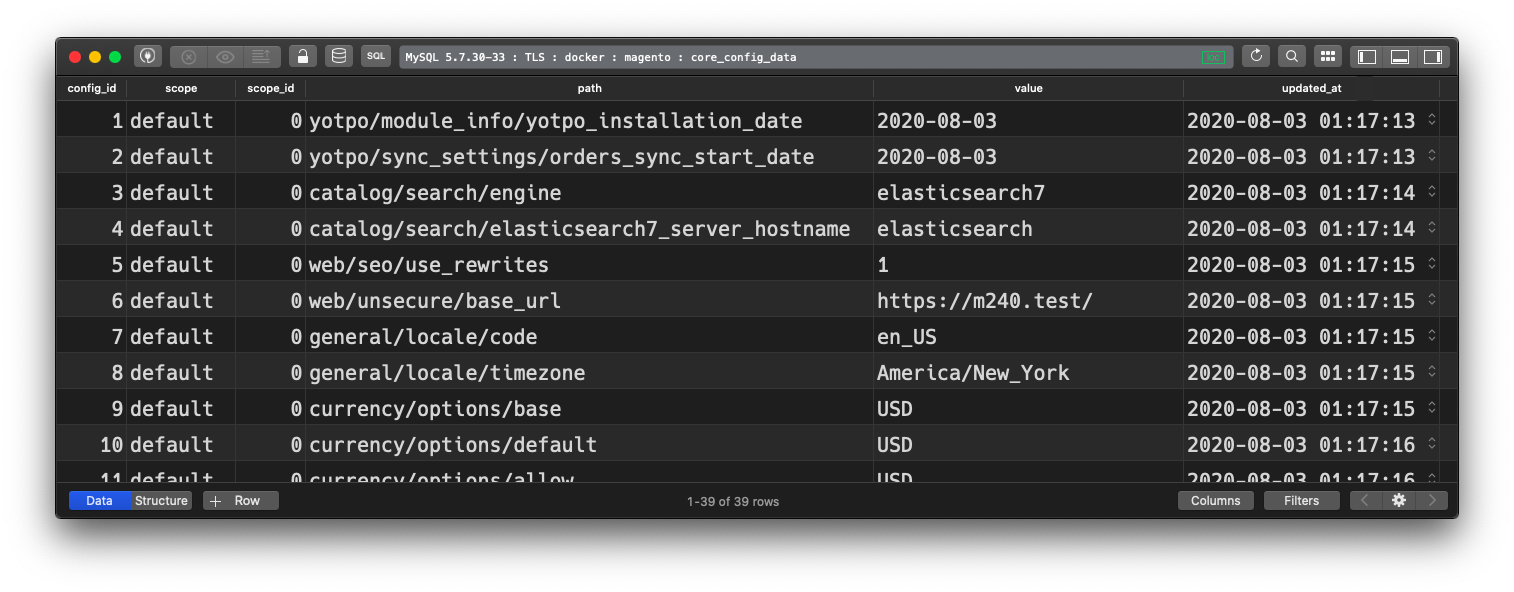 SQL MySQL 5.7.30-33 : TLS : docker : magento : core_config_data loc
config_id scope scope_id path value updated_at
1 default 0 yotpo/module_info/yotpo_installation_date 2020-08-03 2020-08-03 01:17:13
2 default 0 yotpo/sync_settings/orders_sync_start_date 2020-08-03 2020-08-03 01:17:13
3 default 0 catalog/search/engine elasticsearch7 2020-08-03 01:17:14
4 default 0 catalog/search/elasticsearch7_server_hostname elasticsearch 2020-08-03 01:17:14
5 default 0 web/seo/use_rewrites 1 2020-08-03 01:17:15
6 default 0 web/unsecure/base_url https://m240.test/ 2020-08-03 01:17:15
7 default 0 general/locale/code en_US 2020-08-03 01:17:15
8 default 0 general/locale/timezone America/New_York 2020-08-03 01:17:15
9 default 0 currency/options/base USD 2020-08-03 01:17:15
10 default 0 currency/options/default USD 2020-08-03 01:17:16
11 default 0 currency/options/allow USD 2020-08-03 01:17:16
Data Structure + Row 1-39 of 39 rows Columns Filters